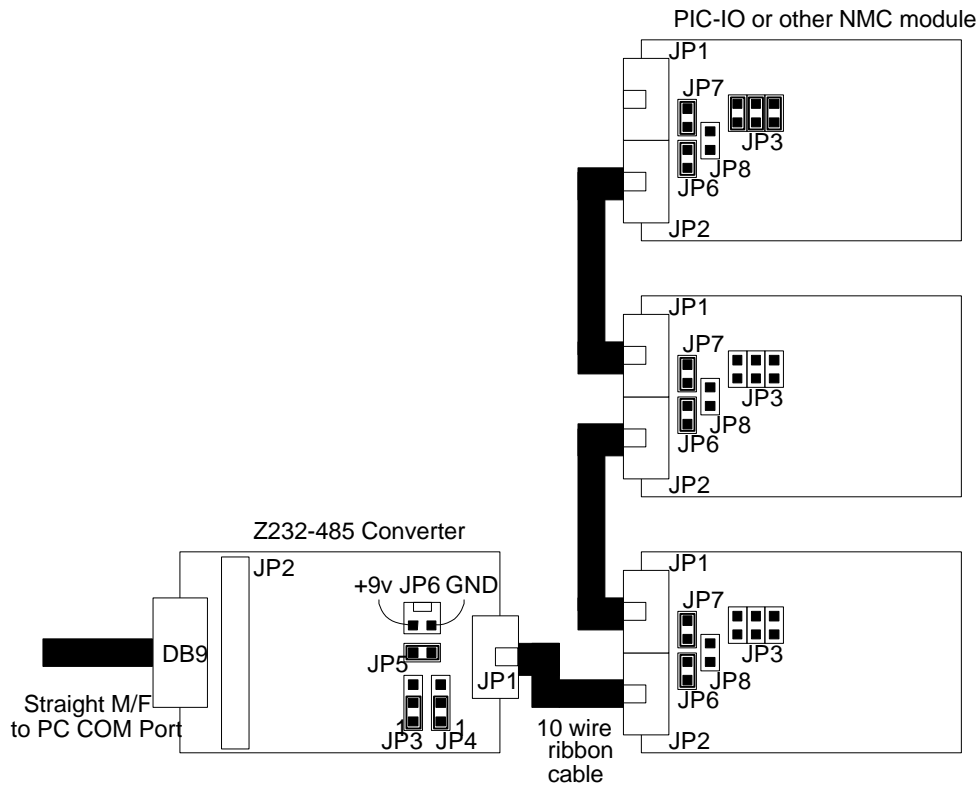 PIC-IO or other NMC module
JP1
JP7
JP3
JP8
JP6
JP2
JP1
JP7
JP3
JP8
JP6
JP2
Z232-485 Converter
JP2
+9v JP6 GND
DB9
JP5
JP1
1 1
JP3 JP4
Straight M/F
to PC COM Port
10 wire
ribbon
cable
JP1
JP7
JP3
JP8
JP6
JP2